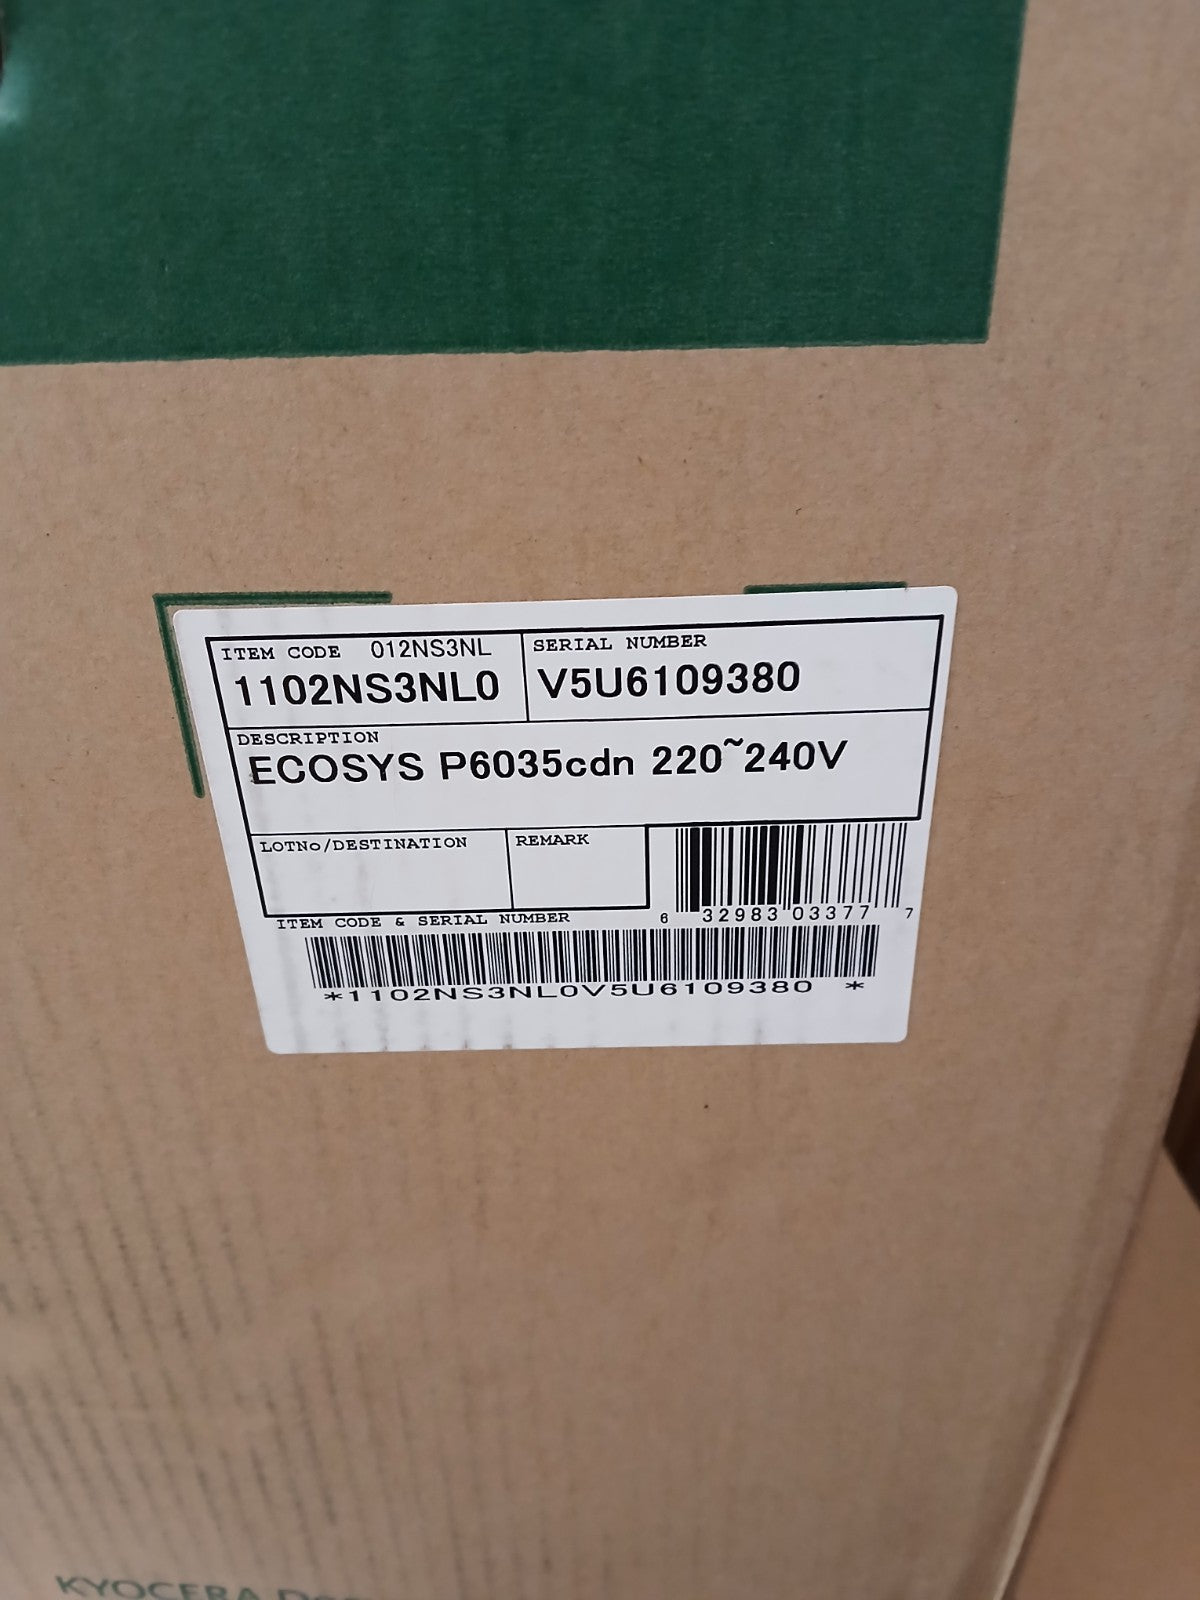 ITEM CODE 012NS3NL
1102NS3NL0
SERIAL NUMBER
V5U6109380
DESCRIPTION
ECOSYS P6035cdn 220~240V
LOTNo/DESTINATION
REMARK
6 32983 03377 7
ITEM CODE & SERIAL NUMBER
*1102NS3NL0V5U6109380 *
KYOCERA